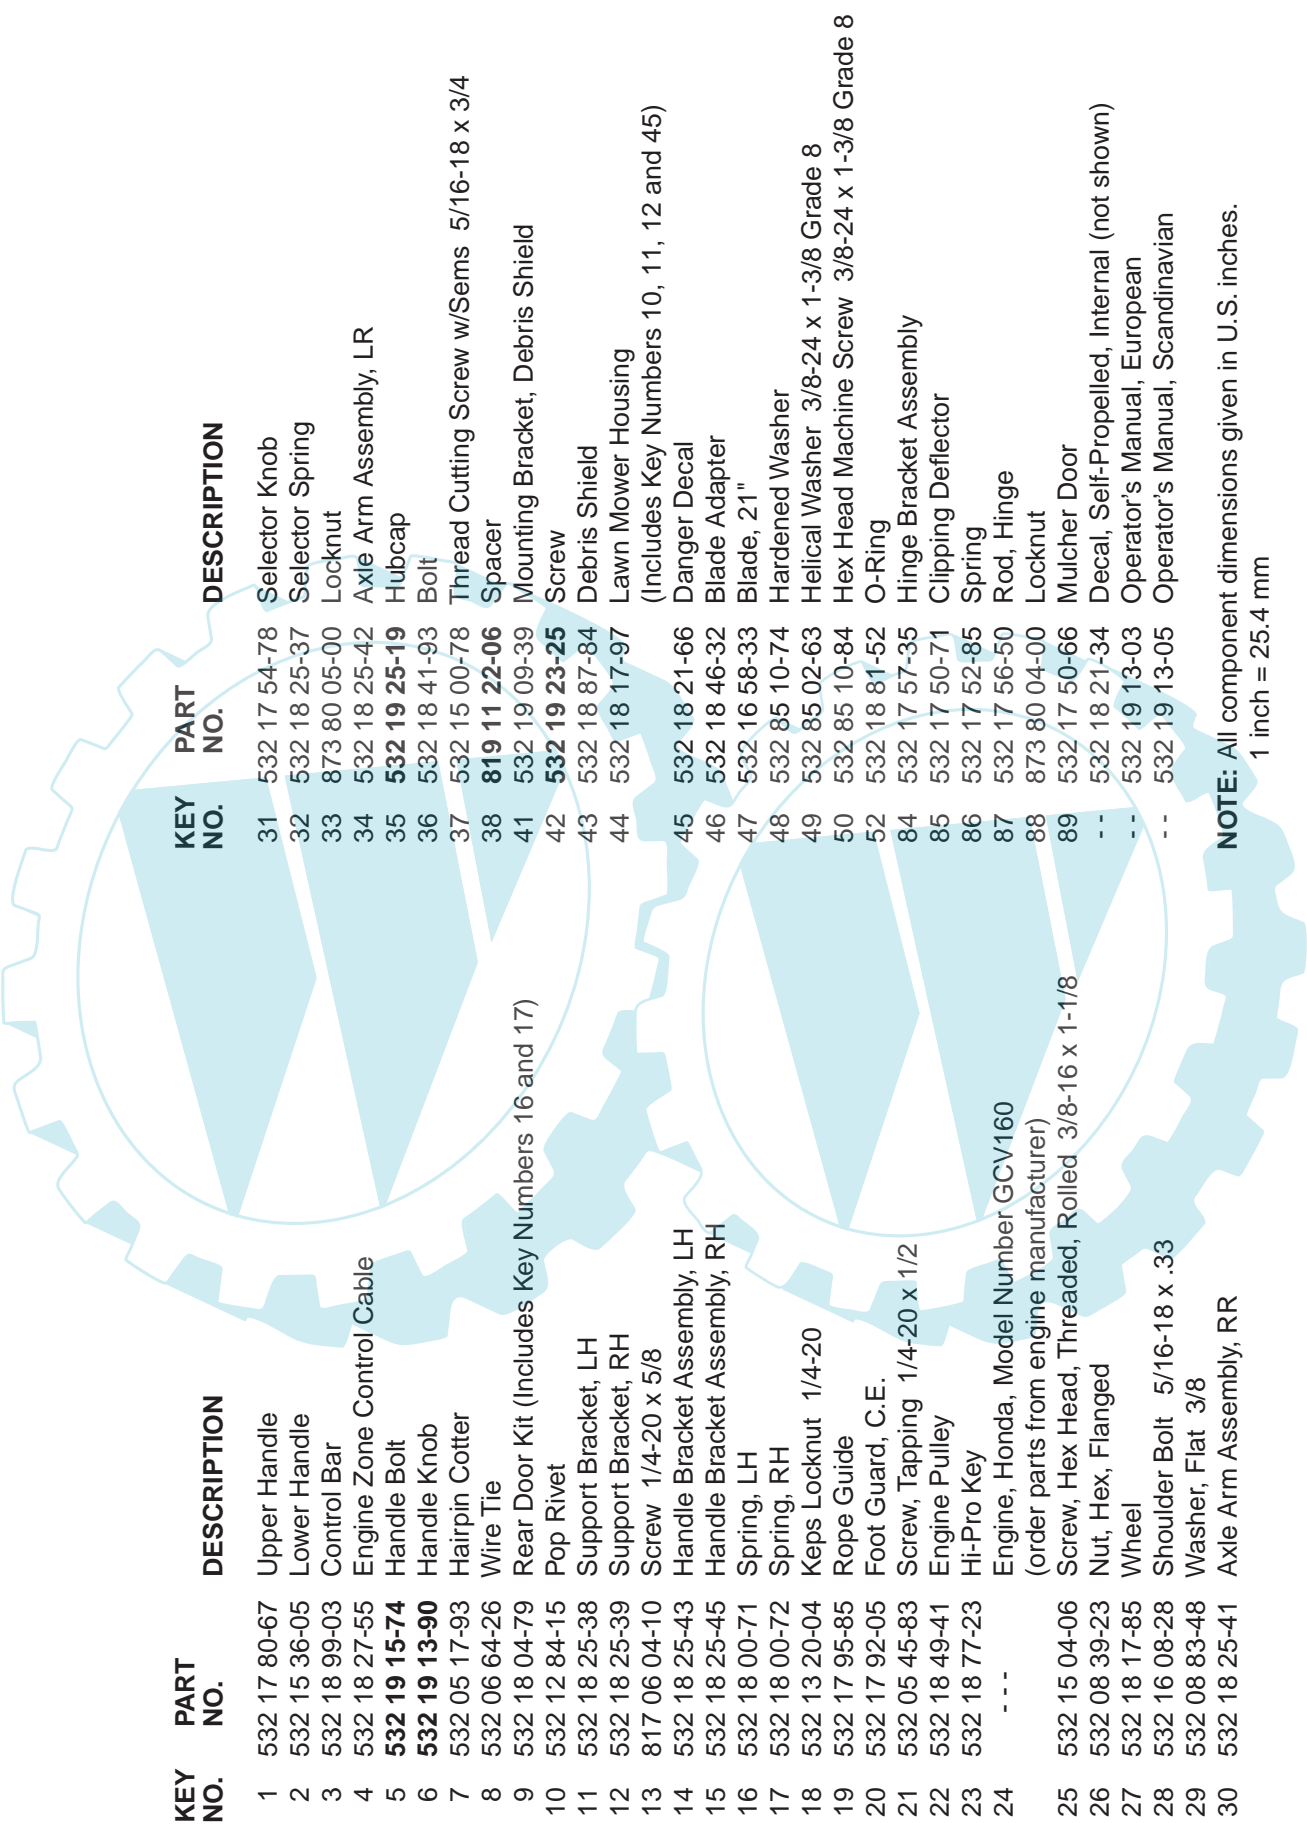 KEY PART
NO. NO. DESCRIPTION
1 532 17 80-67 Upper Handle
2 532 15 36-05 Lower Handle
3 532 18 99-03 Control Bar
4 532 18 27-55 Engine Zone Control Cable
5 532 19 15-74 Handle Bolt
6 532 19 13-90 Handle Knob
7 532 05 17-93 Hairpin Cotter
8 532 06 64-26 Wire Tie
9 532 18 04-79 Rear Door Kit (Includes Key Numbers 16 and 17)
10 532 12 84-15 Pop Rivet
11 532 18 25-38 Support Bracket, LH
12 532 18 25-39 Support Bracket, RH
13 817 06 04-10 Screw 1/4-20 x 5/8
14 532 18 25-43 Handle Bracket Assembly, LH
15 532 18 25-45 Handle Bracket Assembly, RH
16 532 18 00-71 Spring, LH
17 532 18 00-72 Spring, RH
18 532 13 20-04 Keps Locknut 1/4-20
19 532 17 95-85 Rope Guide
20 532 17 92-05 Foot Guard, C.E.
21 532 05 45-83 Screw, Tapping 1/4-20 x 1/2
22 532 18 49-41 Engine Pulley
23 532 18 77-23 Hi-Pro Key
24 - - - Engine, Honda, Model Number GCV160
(order parts from engine manufacturer)
25 532 15 04-06 Screw, Hex Head, Threaded, Rolled 3/8-16 x 1-1/8
26 532 08 39-23 Nut, Hex, Flanged
27 532 18 17-85 Wheel
28 532 16 08-28 Shoulder Bolt 5/16-18 x .33
29 532 08 83-48 Washer, Flat 3/8
30 532 18 25-41 Axle Arm Assembly, RR
KEY PART
NO. NO. DESCRIPTION
31 532 17 54-78 Selector Knob
32 532 18 25-37 Selector Spring
33 873 80 05-00 Locknut
34 532 18 25-42 Axle Arm Assembly, LR
35 532 19 25-19 Hubcap
36 532 18 41-93 Bolt
37 532 15 00-78 Thread Cutting Screw w/Sems 5/16-18 x 3/4
38 819 11 22-06 Spacer
41 532 19 09-39 Mounting Bracket, Debris Shield
42 532 19 23-25 Screw
43 532 18 87-84 Debris Shield
44 532 18 17-97 Lawn Mower Housing
(Includes Key Numbers 10, 11, 12 and 45)
45 532 18 21-66 Danger Decal
46 532 18 46-32 Blade Adapter
47 532 16 58-33 Blade, 21"
48 532 85 10-74 Hardened Washer
49 532 85 02-63 Helical Washer 3/8-24 x 1-3/8 Grade 8
50 532 85 10-84 Hex Head Machine Screw 3/8-24 x 1-3/8 Grade 8
52 532 18 81-52 O-Ring
84 532 17 57-35 Hinge Bracket Assembly
85 532 17 50-71 Clipping Deflector
86 532 17 52-85 Spring
87 532 17 56-50 Rod, Hinge
88 873 80 04-00 Locknut
89 532 17 50-66 Mulcher Door
- - 532 18 21-34 Decal, Self-Propelled, Internal (not shown)
- - 532 19 13-03 Operator's Manual, European
- - 532 19 13-05 Operator's Manual, Scandinavian
NOTE: All component dimensions given in U.S. inches.
1 inch = 25.4 mm